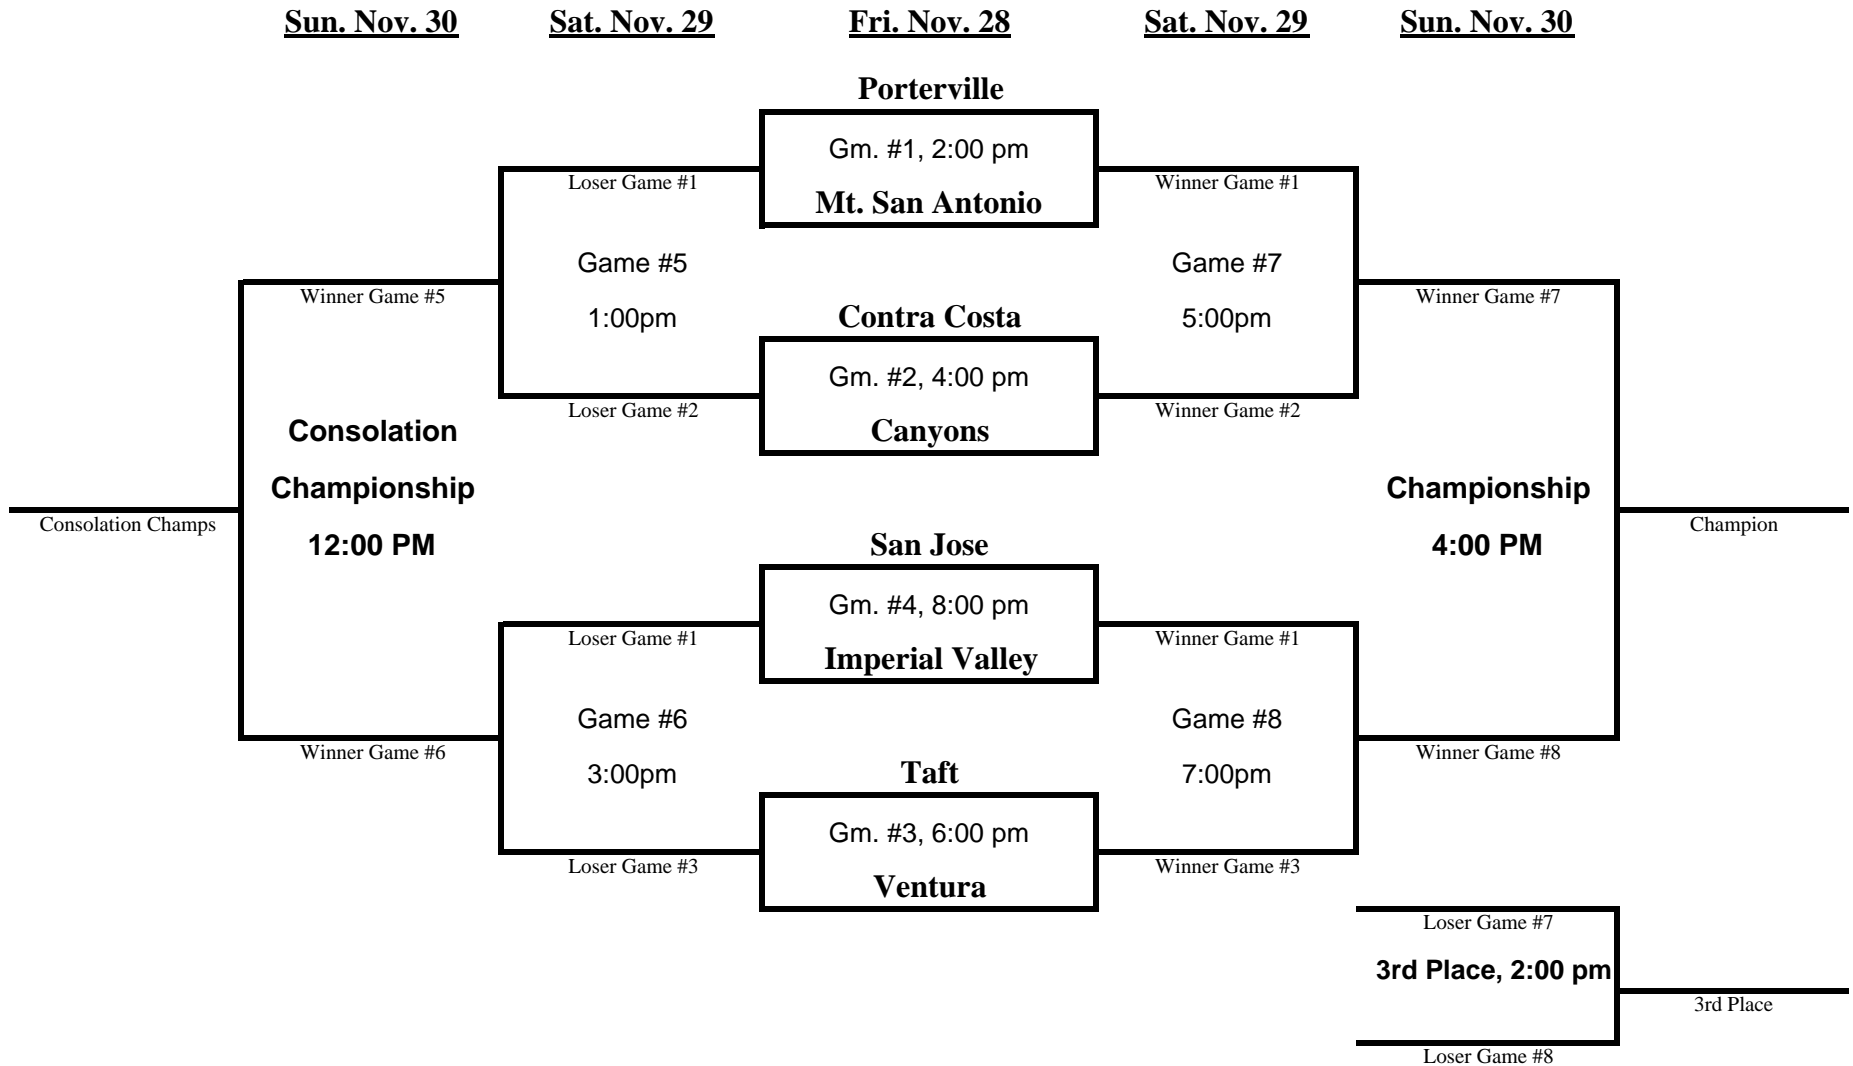 Sun. Nov. 30 Sat. Nov. 29 Fri. Nov. 28 Sat. Nov. 29 Sun. Nov. 30
Porterville
Gm. #1, 2:00 pm
Loser Game #1 Winner Game #1
Mt. San Antonio
Game #5 Game #7
Winner Game #5 Winner Game #7
1:00pm Contra Costa 5:00pm
Gm. #2, 4:00 pm
Loser Game #2 Winner Game #2
Consolation Canyons
Championship Championship
Consolation Champs Champion
12:00 PM San Jose 4:00 PM
Gm. #4, 8:00 pm
Loser Game #1 Winner Game #1
Imperial Valley
Game #6 Game #8
Winner Game #6 Winner Game #8
3:00pm Taft 7:00pm
Gm. #3, 6:00 pm
Loser Game #3 Winner Game #3
Ventura
Loser Game #7
3rd Place, 2:00 pm
3rd Place
Loser Game #8